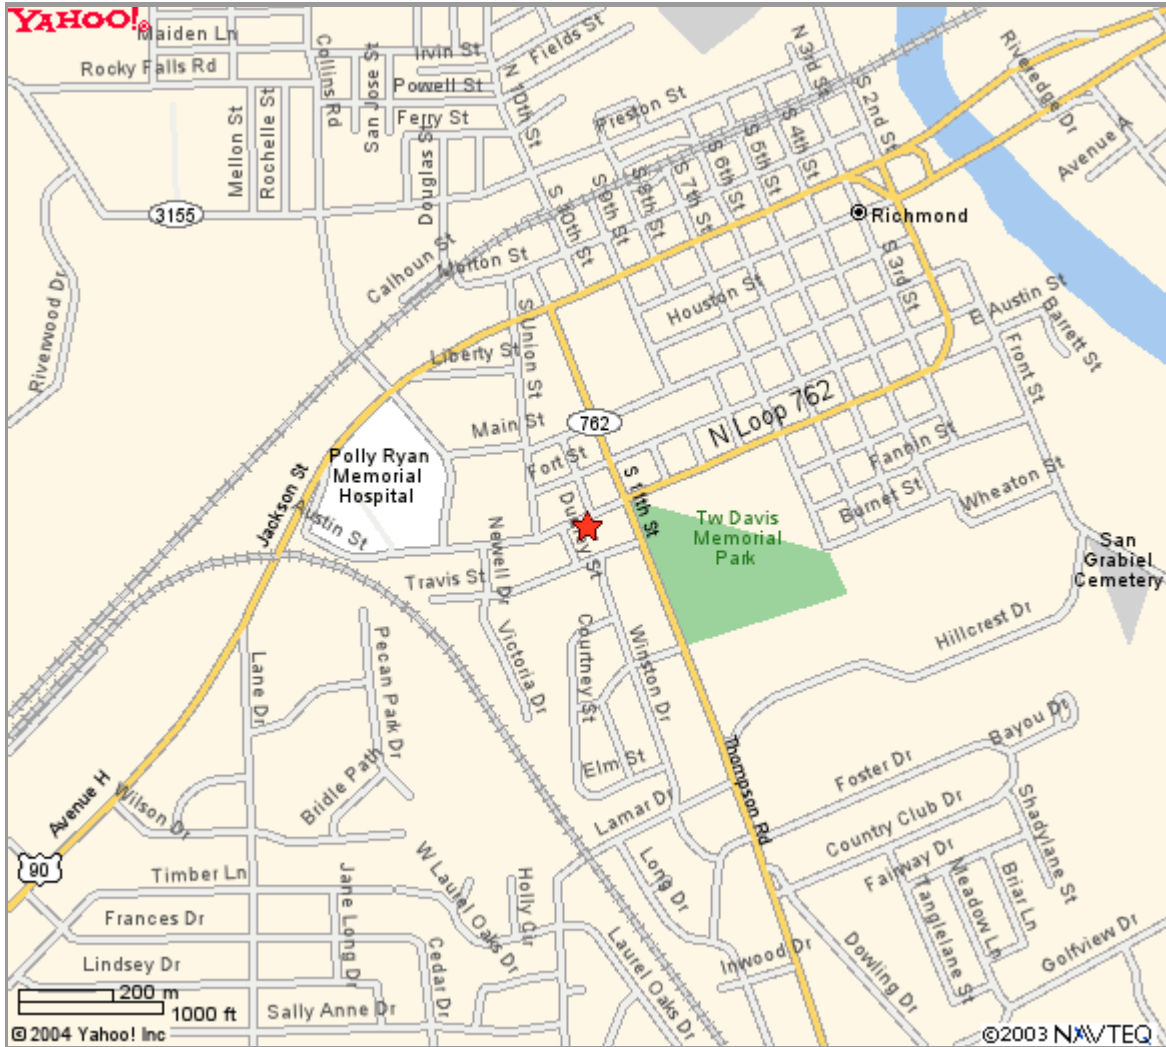 YAHOO!®
Maiden Ln
Irvin St
Fields St
N 3rd St
Rocky Falls Rd
Collins Rd
San Jose St
Powell St
N 10th St
Preston St
S 2nd St
Riveredge Dr
Mellon St
Rochelle St
Ferry St
Douglas St
S 4th St
S 5th St
S 6th St
S 7th St
S 8th St
S 9th St
S 10th St
Avenue A
3155
Richmond
Calhoun St
Morton St
S 3rd St
Riverwood Dr
Houston St
E Austin St
Barrett St
Front St
S Union St
Liberty St
Main St
762
N Loop 762
Fort St
Fannin St
Polly Ryan
Memorial
Hospital
S 11th St
Burnet St
Wheaton St
Jackson St
Austin St
Newell Dr
Tw Davis
Memorial
Park
San
Grabiel
Cemetery
Travis St
Hillcrest Dr
Pecan Park Dr
Victoria Dr
Courtney St
Winston Dr
Lane Dr
Bayou Dr
Elm St
Thompson Rd
Foster Dr
Bridle Path
Avenue H
Wilson Dr
Lamar Dr
Country Club Dr
Shadylane St
90
Timber Ln
W Laurel Oaks Dr
Holly Cir
Long Dr
Fairway Dr
Meadow Ln
Briar Ln
Tanglelane St
Frances Dr
Jane Long Dr
Cedar Dr
Laurel Oaks Dr
Inwood Dr
Dowling Dr
Golfview Dr
Lindsey Dr
200 m
1000 ft
Sally Anne Dr
© 2004 Yahoo! Inc
©2003 NAVTEQ